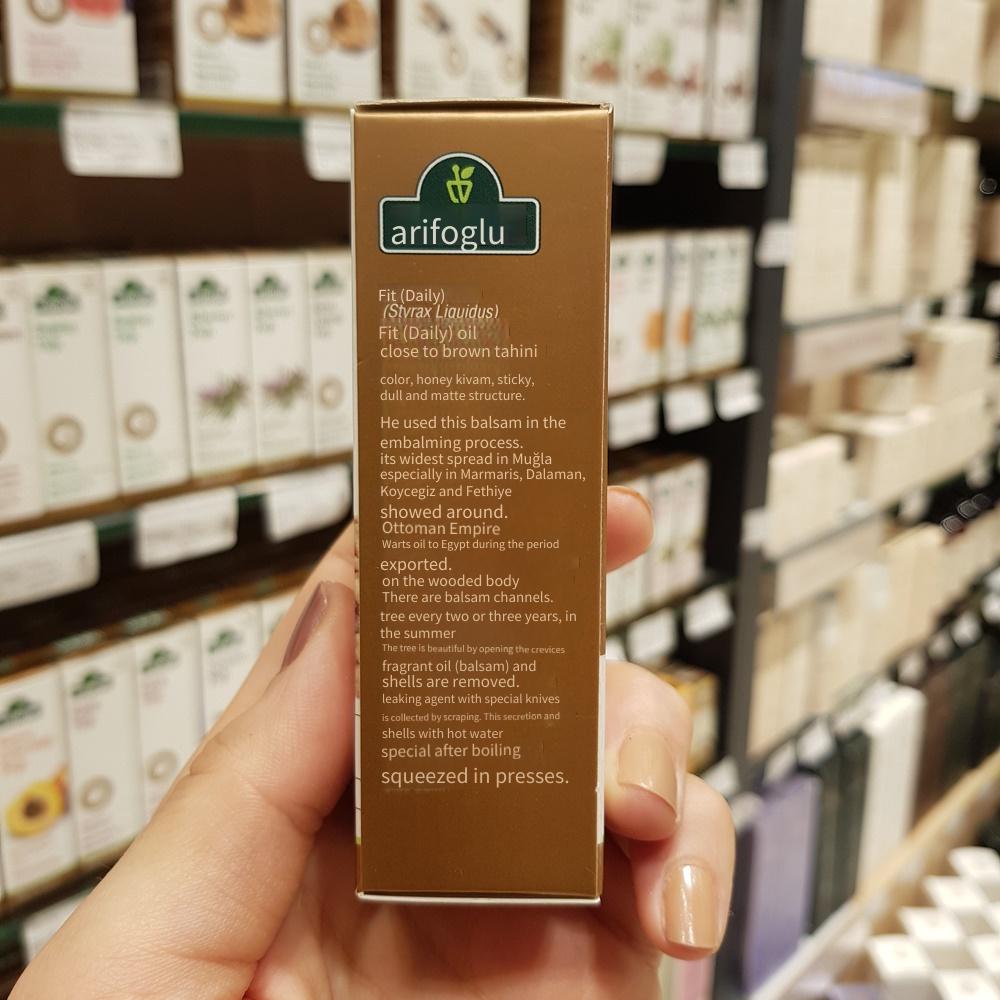 arifoglu
Fit (Daily)
(Styrax Liquidus)
Fit (Daily) oil
close to brown tahini
color, honey kivam, sticky,
dull and matte structure.
He used this balsam in the
embalming process.
its widest spread in Muğla
especially in Marmaris, Dalaman,
Koycegiz and Fethiye
showed around.
Ottoman Empire
Warts oil to Egypt during the period
exported.
on the wooded body
There are balsam channels.
tree every two or three years, in
the summer
The tree is beautiful by opening the crevices
fragrant oil (balsam) and
shells are removed.
leaking agent with special knives
is collected by scraping. This secretion and
shells with hot water
special after boiling
squeezed in presses.